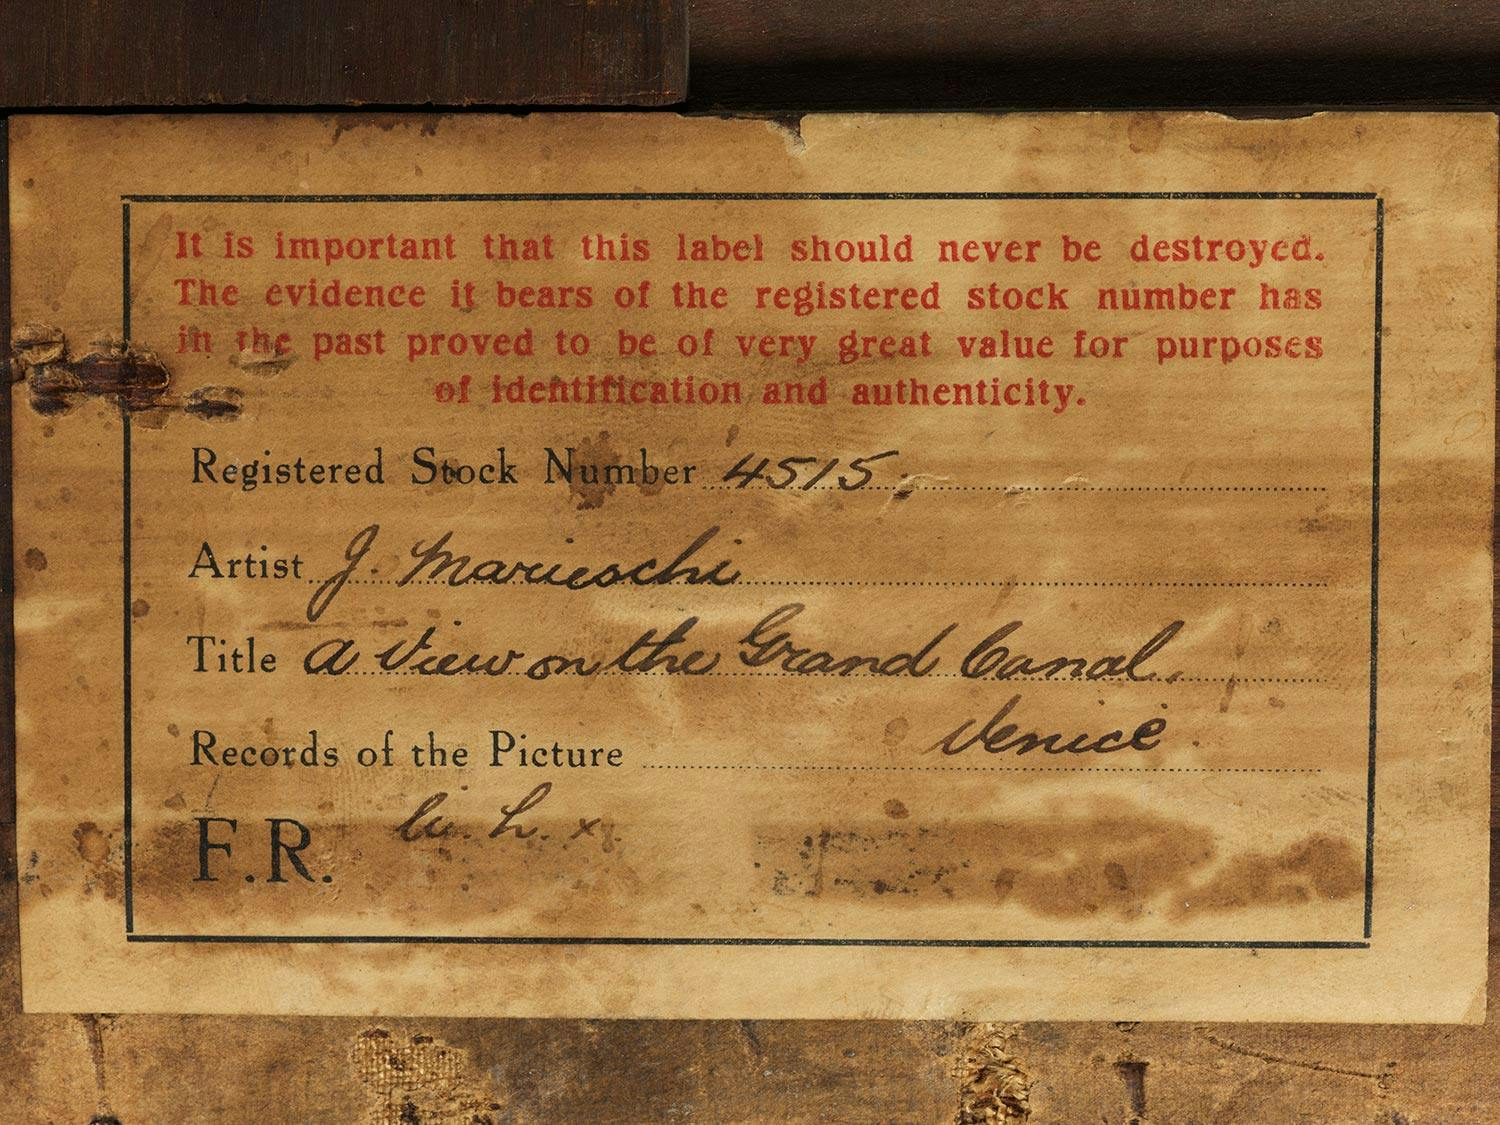 It is important that this label should never be destroyed.
The evidence it bears of the registered stock number has
in the past proved to be of very great value for purposes
of identification and authenticity.
Registered Stock Number 4515.
Artist J. Marieschi
Title A View on the Grand Canal,
Venice
Records of the Picture
F.R.